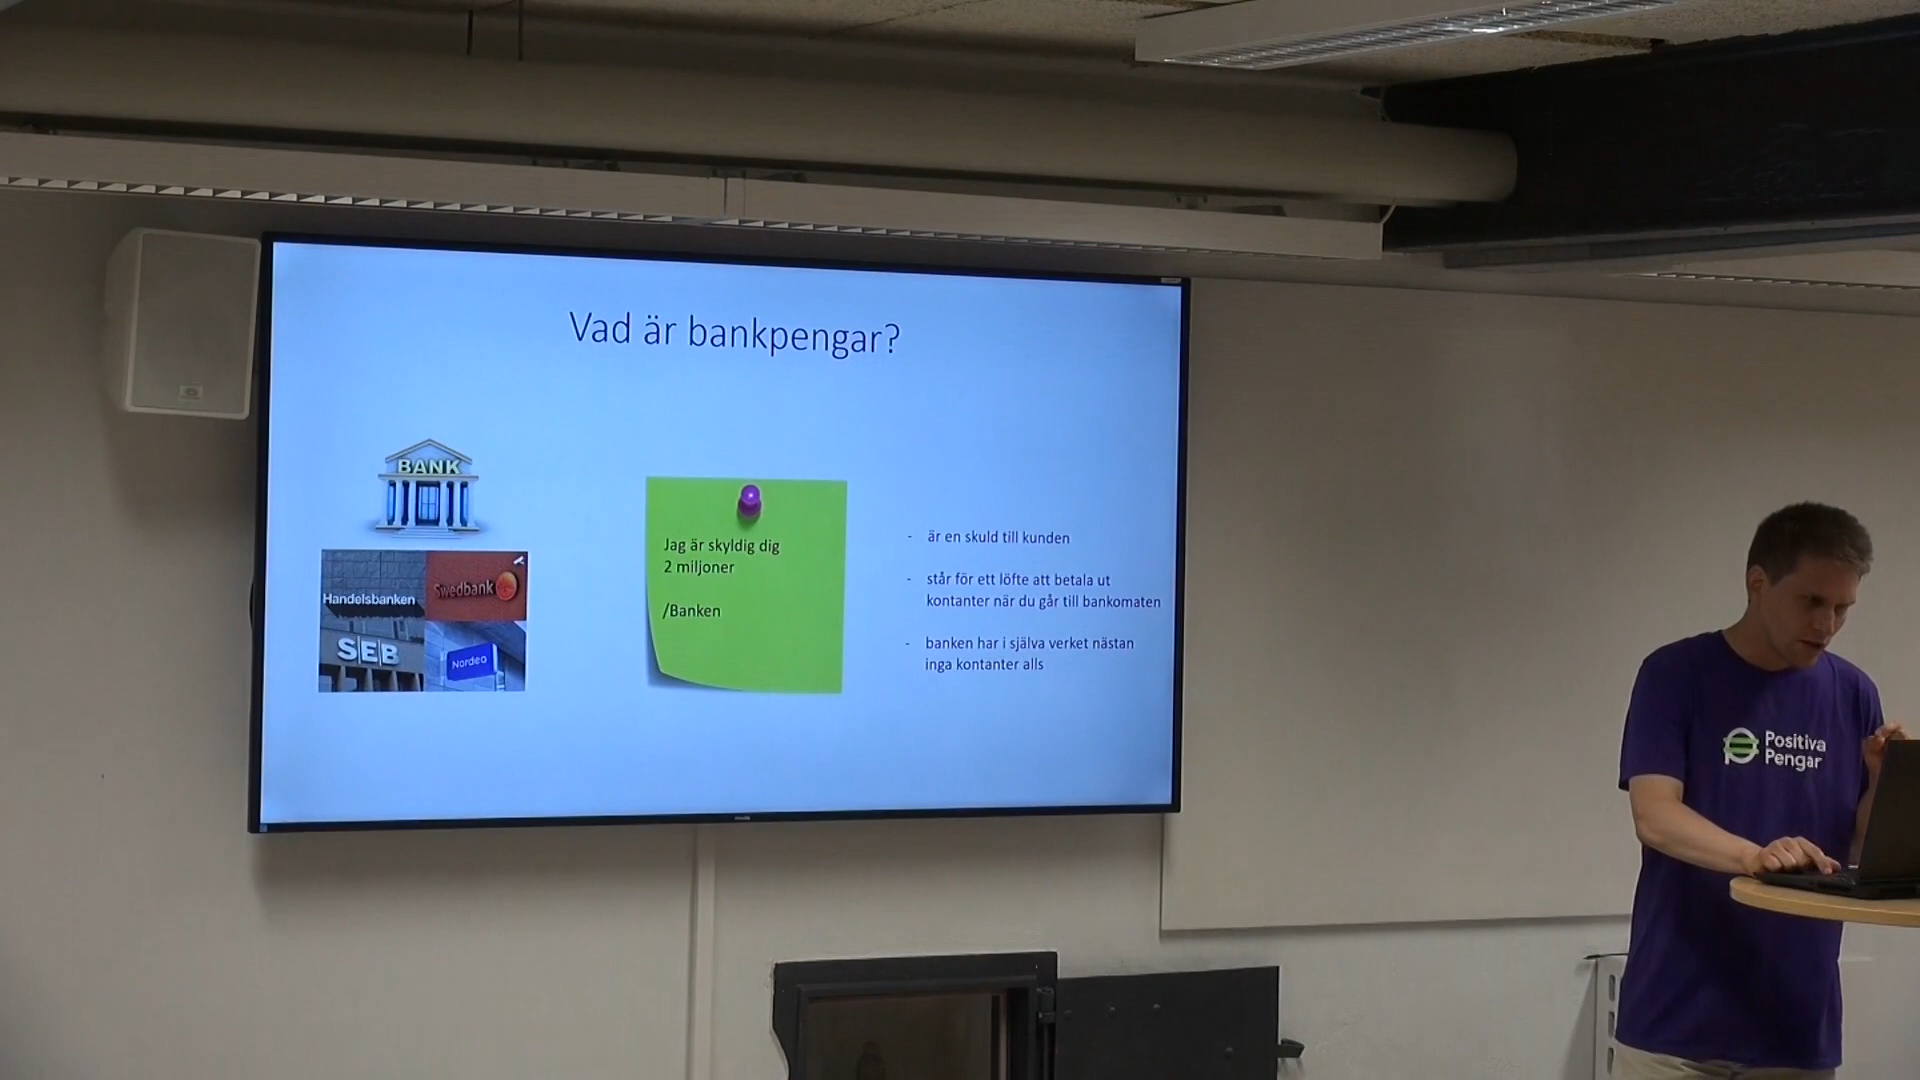 Vad är bankpengar?
BANK
Handelsbanken
Swedbank
SEB
Nordea
Jag är skyldig dig
2 miljoner
/Banken
- är en skuld till kunden
- står för ett löfte att betala ut
kontanter när du går till bankomaten
- banken har i själva verket nästan
inga kontanter alls
Positiva
Pengar